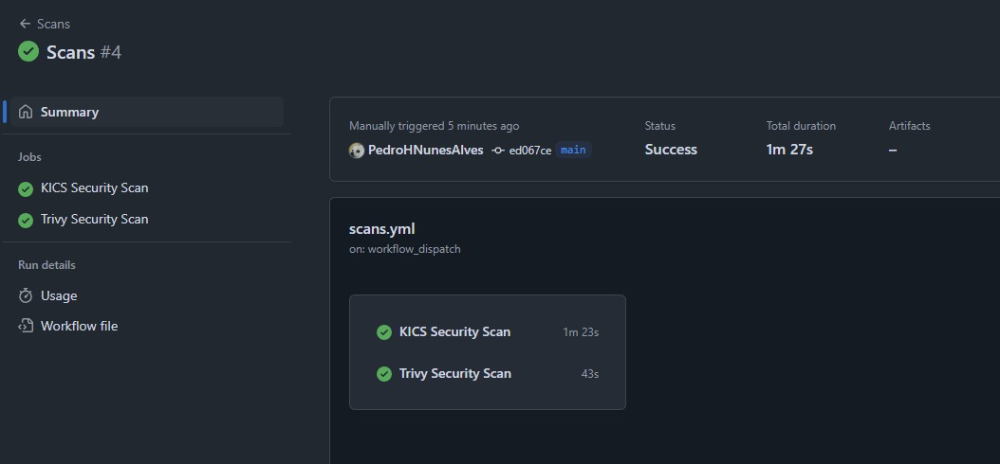 ← Scans
Scans #4
Summary
Jobs
KICS Security Scan
Trivy Security Scan
Run details
Usage
Workflow file
Manually triggered 5 minutes ago
PedroHNunesAlves ed067ce main
Status
Success
Total duration
1m 27s
Artifacts
–
scans.yml
on: workflow_dispatch
KICS Security Scan 1m 23s
Trivy Security Scan 43s